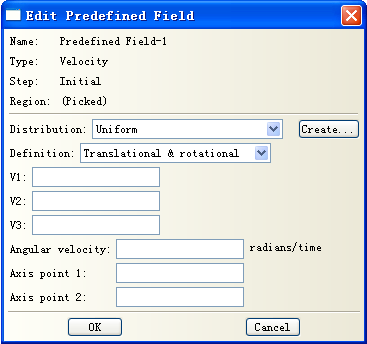 Edit Predefined Field
Name: Predefined Field-1
Type: Velocity
Step: Initial
Region: (Picked)
Distribution: Uniform Create...
Definition: Translational & rotational
V1:
V2:
V3:
Angular velocity: radians/time
Axis point 1:
Axis point 2:
OK Cancel